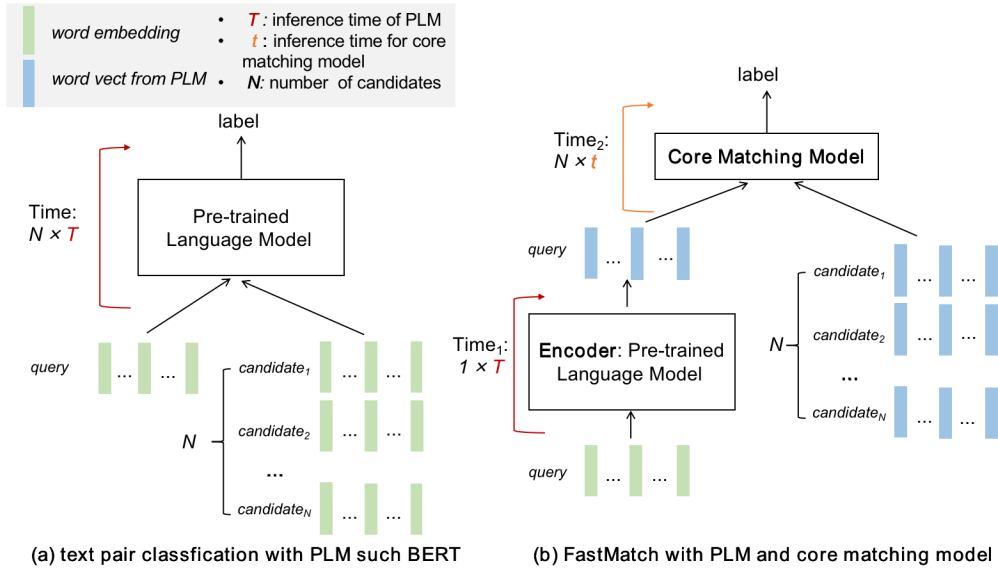 word embedding
word vect from PLM
• T : inference time of PLM
• t : inference time for core
matching model
• N: number of candidates
label
Pre-trained
Language Model
Time:
N × T
query
... ...
candidate1
... ...
candidate2
... ...
...
candidateN
... ...
N
(a) text pair classfication with PLM such BERT
label
Core Matching Model
Time2:
N × t
query
... ...
candidate1
... ...
candidate2
... ...
...
candidateN
... ...
N
Encoder: Pre-trained
Language Model
Time1:
1 × T
query
... ...
(b) FastMatch with PLM and core matching model